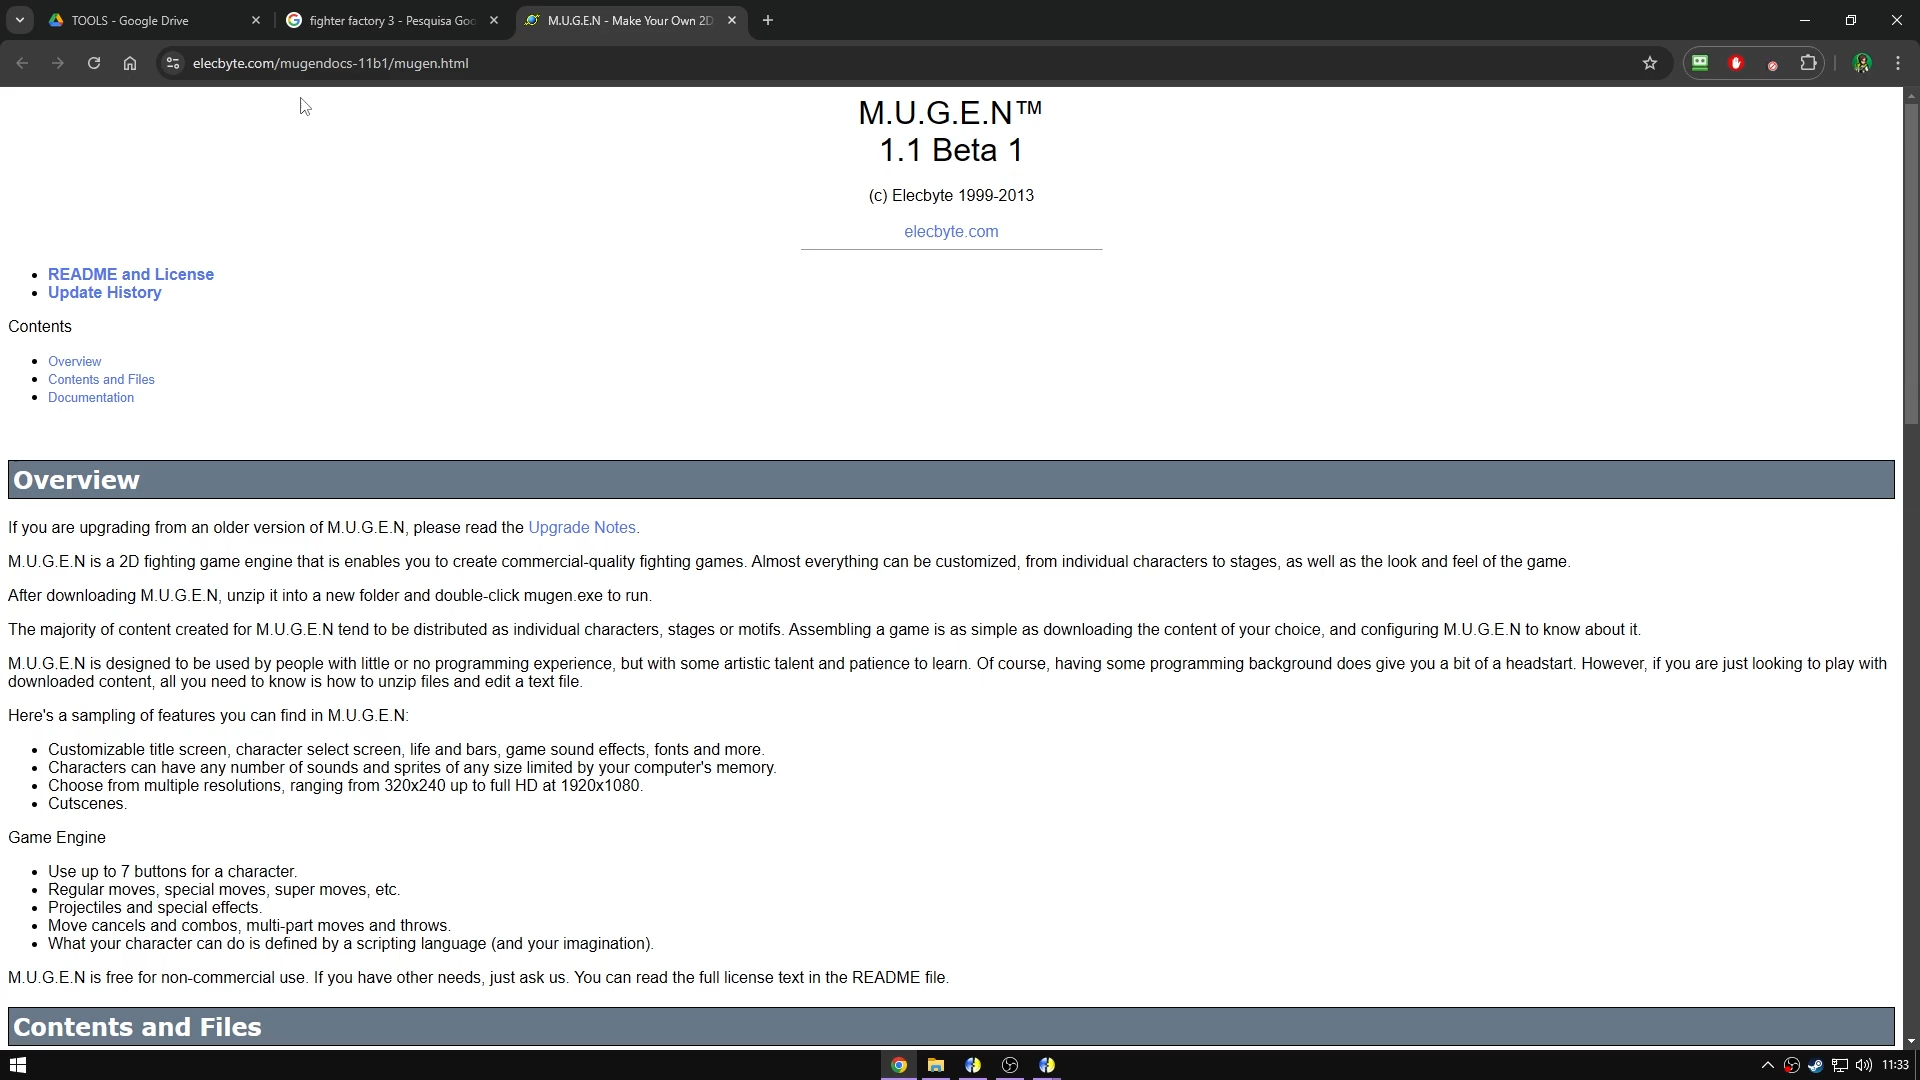 TOOLS - Google Drive
fighter factory 3 - Pesquisa Goo
M.U.G.E.N - Make Your Own 2D
elecbyte.com/mugendocs-11b1/mugen.html
M.U.G.E.N™
1.1 Beta 1
(c) Elecbyte 1999-2013
elecbyte.com
README and License
Update History
Contents
Overview
Contents and Files
Documentation
Overview
If you are upgrading from an older version of M.U.G.E.N, please read the Upgrade Notes.
M.U.G.E.N is a 2D fighting game engine that is enables you to create commercial-quality fighting games. Almost everything can be customized, from individual characters to stages, as well as the look and feel of the game.
After downloading M.U.G.E.N, unzip it into a new folder and double-click mugen.exe to run.
The majority of content created for M.U.G.E.N tend to be distributed as individual characters, stages or motifs. Assembling a game is as simple as downloading the content of your choice, and configuring M.U.G.E.N to know about it.
M.U.G.E.N is designed to be used by people with little or no programming experience, but with some artistic talent and patience to learn. Of course, having some programming background does give you a bit of a headstart. However, if you are just looking to play with
downloaded content, all you need to know is how to unzip files and edit a text file.
Here's a sampling of features you can find in M.U.G.E.N:
Customizable title screen, character select screen, life and bars, game sound effects, fonts and more.
Characters can have any number of sounds and sprites of any size limited by your computer's memory.
Choose from multiple resolutions, ranging from 320x240 up to full HD at 1920x1080.
Cutscenes.
Game Engine
Use up to 7 buttons for a character.
Regular moves, special moves, super moves, etc.
Projectiles and special effects.
Move cancels and combos, multi-part moves and throws.
What your character can do is defined by a scripting language (and your imagination).
M.U.G.E.N is free for non-commercial use. If you have other needs, just ask us. You can read the full license text in the README file.
Contents and Files
11:33